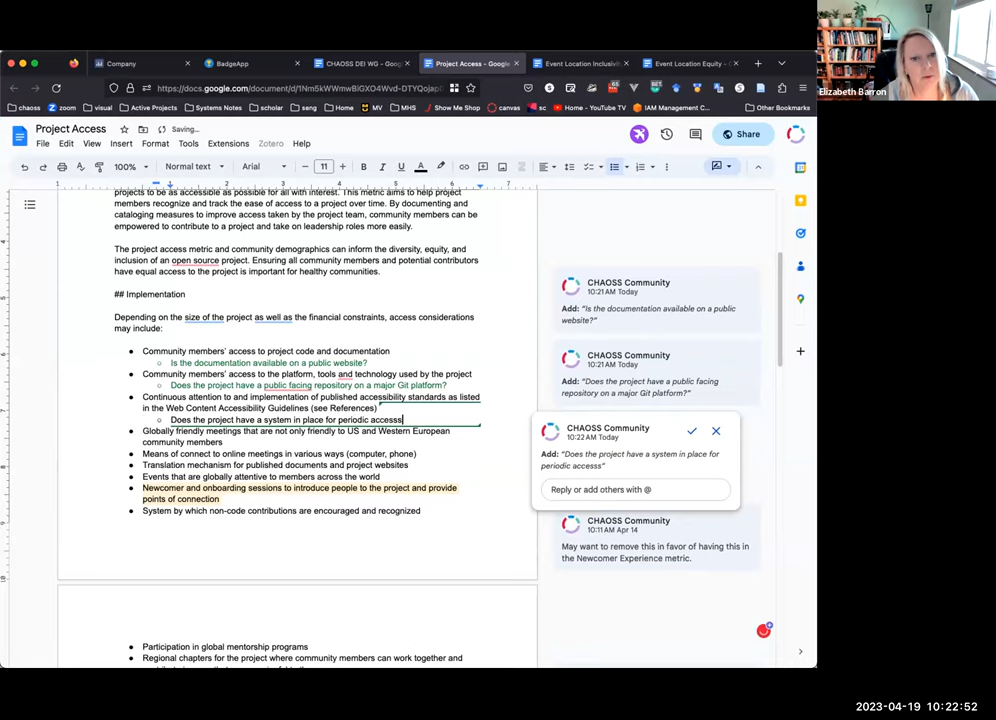 Company
BadgeApp
CHAOSS DEI WG - Goog
Project Access - Google
Event Location Inclusivi
Event Location Equity -
https://docs.google.com/document/d/1Nm5kWWmwBiGXO4Wvd-DTYQojap
chaoss
zoom
visual
Active Projects
Systems Notes
scholar
seng
Home
MV
MHS
Show Me Shop
canvas
sc
Home - YouTube TV
IAM Management C...
Other Bookmarks
Elizabeth Barron
Project Access
Saving...
File Edit View Insert Format Tools Extensions Zotero Help
Share
100%
Normal text
Arial
11
B I U A
1 2 3 4 5 6 7
projects to be as accessible as possible for all with interest. This metric aims to help project
members recognize and track the ease of access to a project over time. By documenting and
cataloging measures to improve access taken by the project team, community members can be
empowered to contribute to a project and take on leadership roles more easily.
The project access metric and community demographics can inform the diversity, equity, and
inclusion of an open source project. Ensuring all community members and potential contributors
have equal access to the project is important for healthy communities.
## Implementation
Depending on the size of the project as well as the financial constraints, access considerations
may include:
Community members' access to project code and documentation
Is the documentation available on a public website?
Community members' access to the platform, tools and technology used by the project
Does the project have a public facing repository on a major Git platform?
Continuous attention to and implementation of published accessibility standards as listed
in the Web Content Accessibility Guidelines (see References)
Does the project have a system in place for periodic accesss
Globally friendly meetings that are not only friendly to US and Western European
community members
Means of connect to online meetings in various ways (computer, phone)
Translation mechanism for published documents and project websites
Events that are globally attentive to members across the world
Newcomer and onboarding sessions to introduce people to the project and provide
points of connection
System by which non-code contributions are encouraged and recognized
Participation in global mentorship programs
Regional chapters for the project where community members can work together and
CHAOSS Community
10:21 AM Today
Add: "Is the documentation available on a public
website?"
CHAOSS Community
10:21 AM Today
Add: "Does the project have a public facing
repository on a major Git platform?"
CHAOSS Community
10:22 AM Today
Add: "Does the project have a system in place for
periodic accesss"
Reply or add others with @
CHAOSS Community
10:11 AM Apr 14
May want to remove this in favor of having this in
the Newcomer Experience metric.
2023-04-19 10:22:52